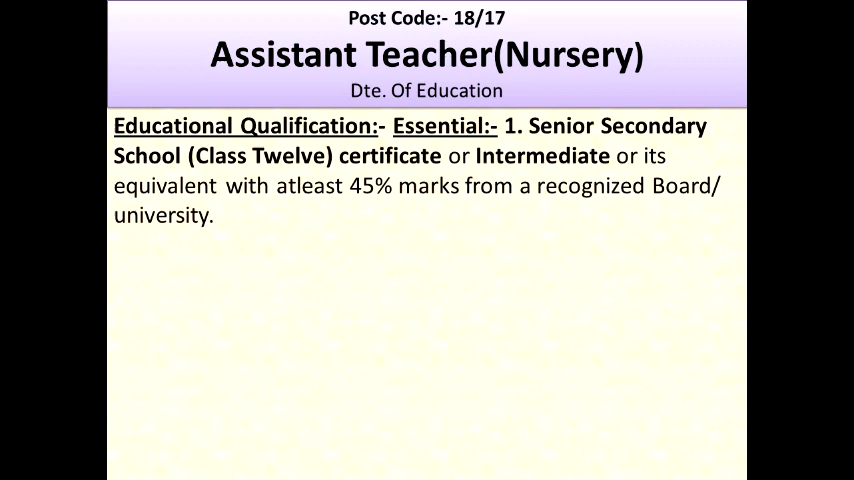 Post Code:- 18/17
Assistant Teacher(Nursery)
Dte. Of Education
Educational Qualification:- Essential:- 1. Senior Secondary
School (Class Twelve) certificate or Intermediate or its
equivalent with atleast 45% marks from a recognized Board/
university.